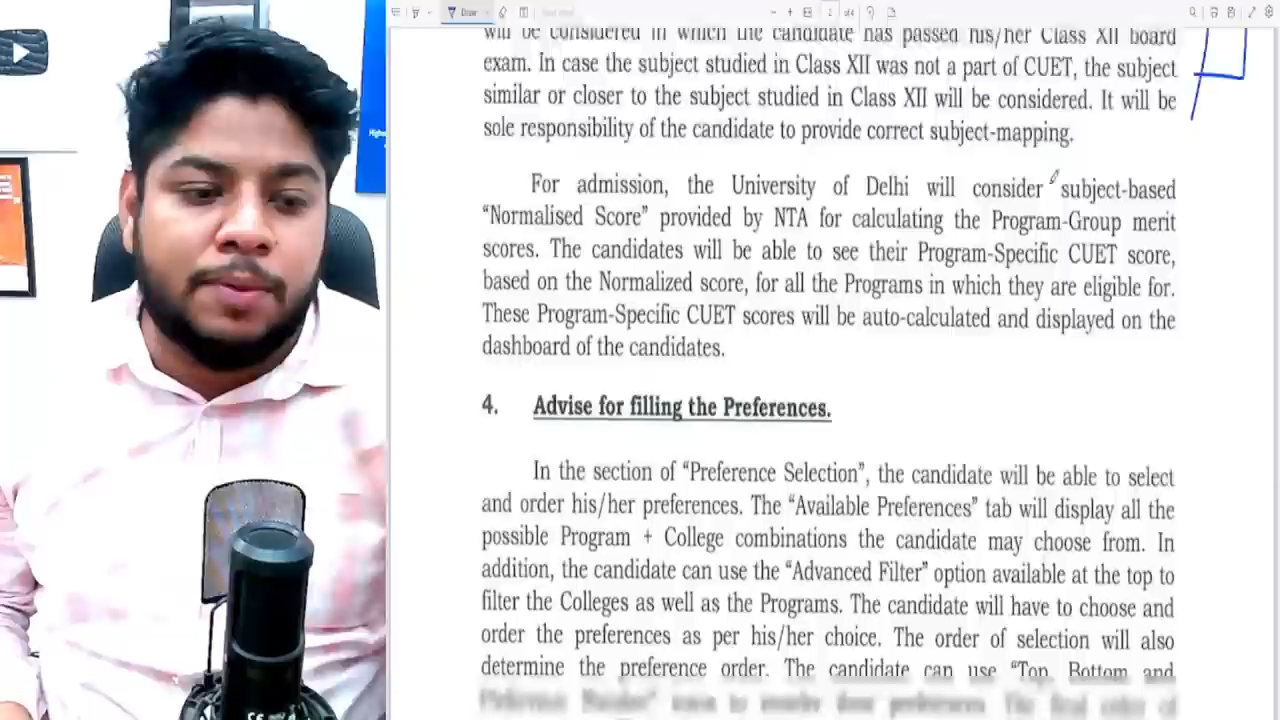 Draw
of 4
Highe
will be considered in which the candidate has passed his/her Class XII board
exam. In case the subject studied in Class XII was not a part of CUET, the subject
similar or closer to the subject studied in Class XII will be considered. It will be
sole responsibility of the candidate to provide correct subject-mapping.
For admission, the University of Delhi will consider subject-based
“Normalised Score” provided by NTA for calculating the Program-Group merit
scores. The candidates will be able to see their Program-Specific CUET score,
based on the Normalized score, for all the Programs in which they are eligible for.
These Program-Specific CUET scores will be auto-calculated and displayed on the
dashboard of the candidates.
4. Advise for filling the Preferences.
In the section of “Preference Selection”, the candidate will be able to select
and order his/her preferences. The “Available Preferences” tab will display all the
possible Program + College combinations the candidate may choose from. In
addition, the candidate can use the “Advanced Filter” option available at the top to
filter the Colleges as well as the Programs. The candidate will have to choose and
order the preferences as per his/her choice. The order of selection will also
determine the preference order. The candidate can use “Top, Bottom and